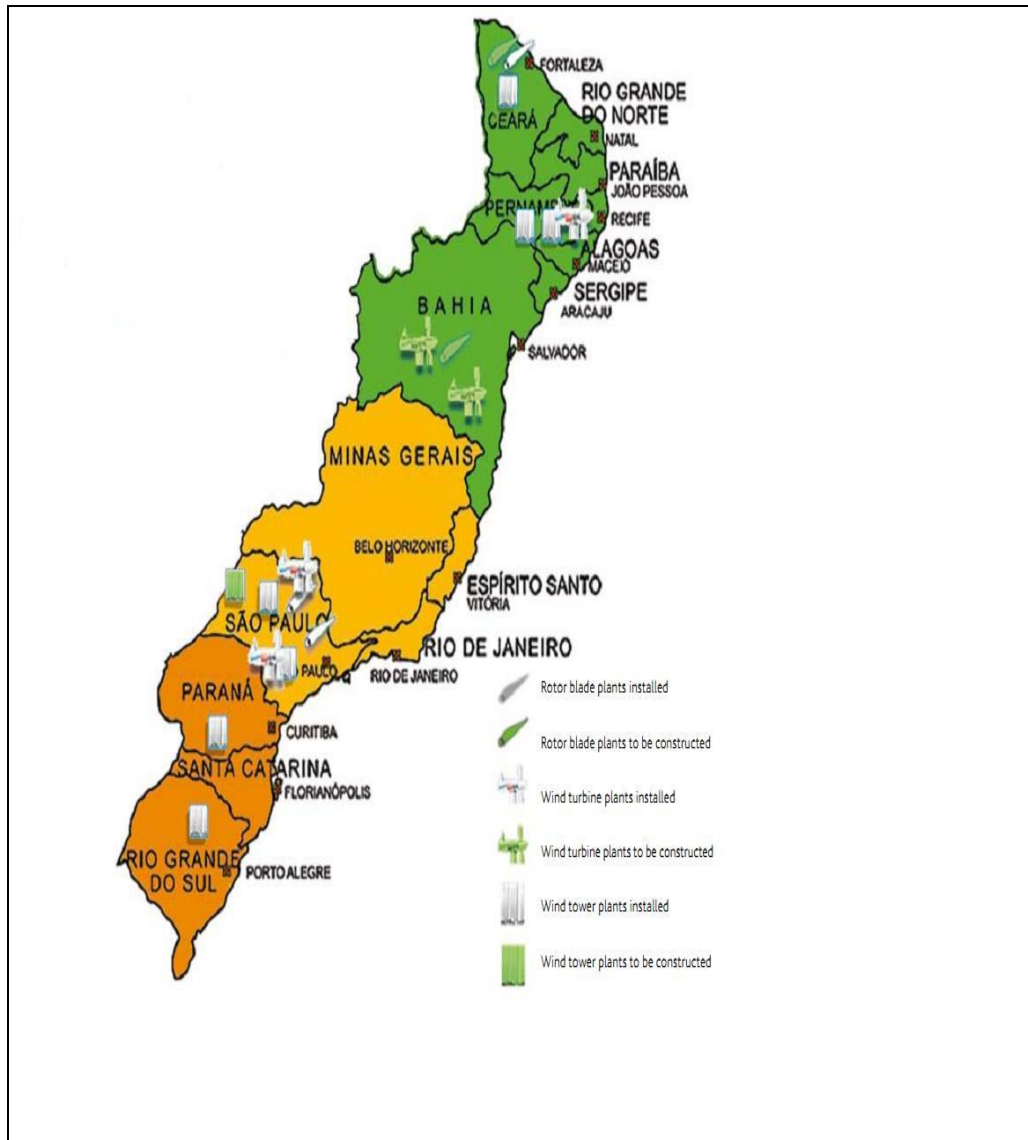 FORTALEZA
RIO GRANDE
DO NORTE
CEARÁ
NATAL
PARAÍBA
JOÃO PESSOA
RECIFE
ALAGOAS
MACEIÓ
SERGIPE
ARACAJU
BAHIA
SALVADOR
MINAS GERAIS
BELO HORIZONTE
ESPÍRITO SANTO
VITÓRIA
SÃO PAULO
RIO DE JANEIRO
RIO DE JANEIRO
PARANÁ
CURITIBA
SANTA CATARINA
FLORIANÓPOLIS
RIO GRANDE
DO SUL
PORTO ALEGRE
Rotor blade plants installed
Rotor blade plants to be constructed
Wind turbine plants installed
Wind turbine plants to be constructed
Wind tower plants installed
Wind tower plants to be constructed